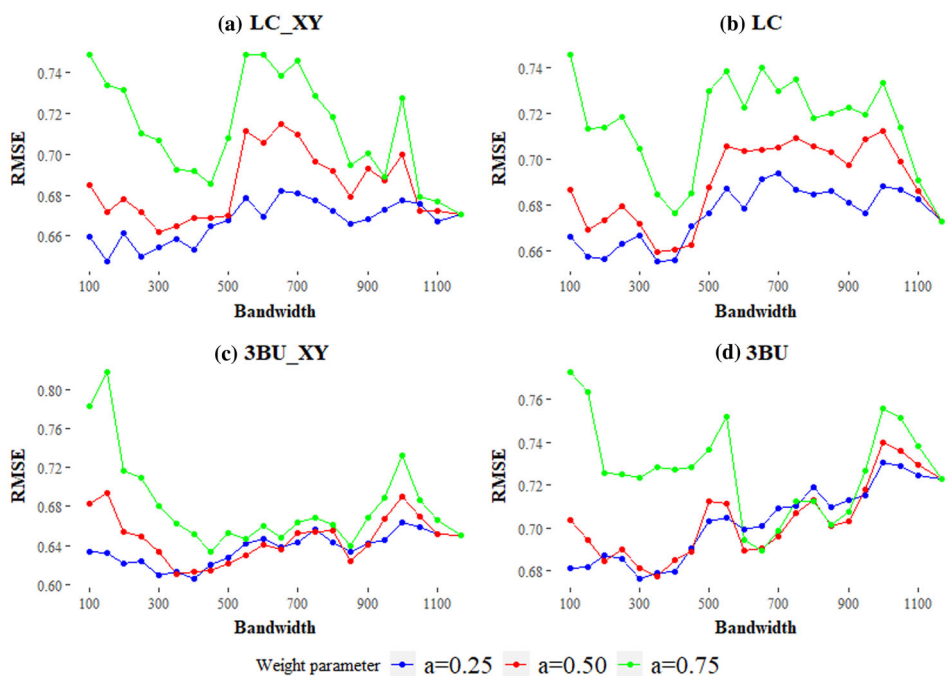 (a) LC_XY
(b) LC
RMSE
0.74
0.72
0.70
0.68
0.66
100 300 500 700 900 1100
Bandwidth
RMSE
0.74
0.72
0.70
0.68
0.66
100 300 500 700 900 1100
Bandwidth
(c) 3BU_XY
(d) 3BU
RMSE
0.80
0.76
0.72
0.68
0.64
0.60
100 300 500 700 900 1100
Bandwidth
RMSE
0.76
0.74
0.72
0.70
0.68
100 300 500 700 900 1100
Bandwidth
Weight parameter a=0.25 a=0.50 a=0.75